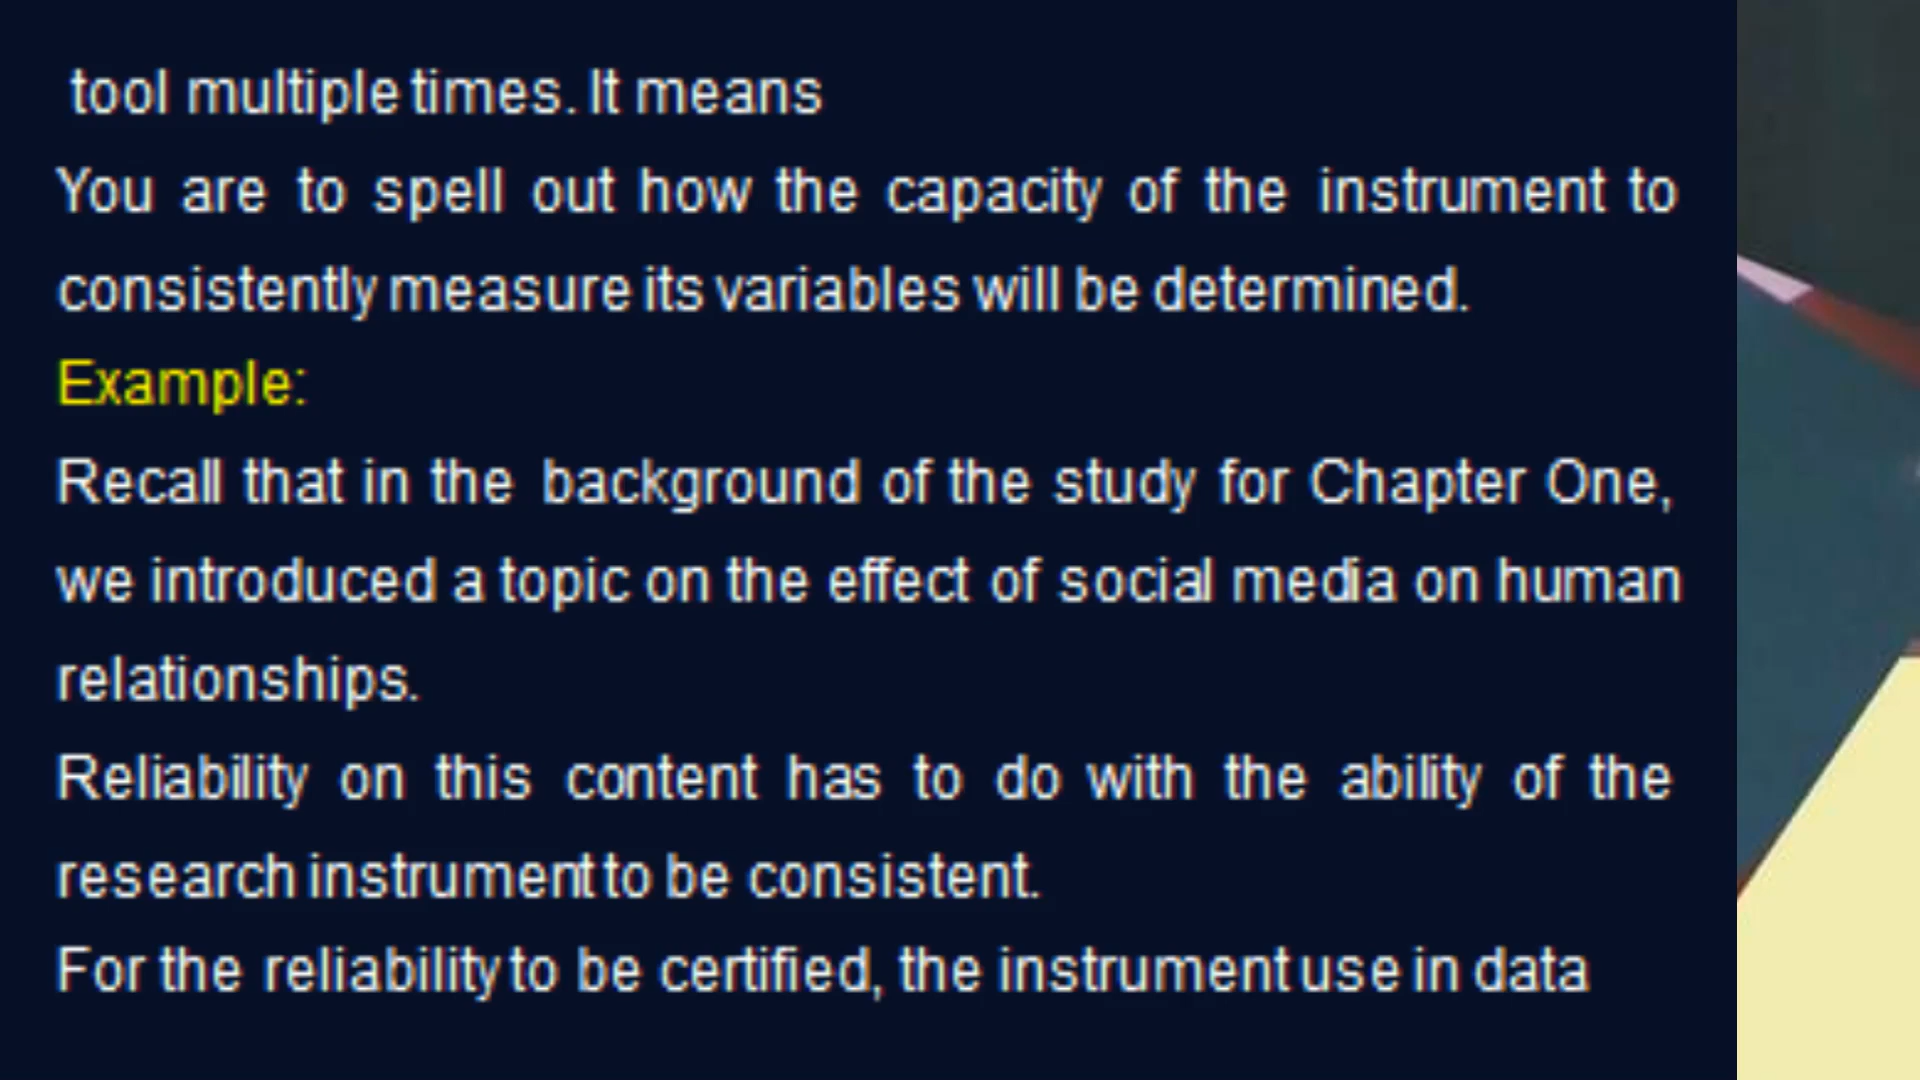 tool multiple times. It means
You are to spell out how the capacity of the instrument to
consistently measure its variables will be determined.
Example:
Recall that in the background of the study for Chapter One,
we introduced a topic on the effect of social media on human
relationships.
Reliability on this content has to do with the ability of the
research instrument to be consistent.
For the reliability to be certified, the instrument use in data